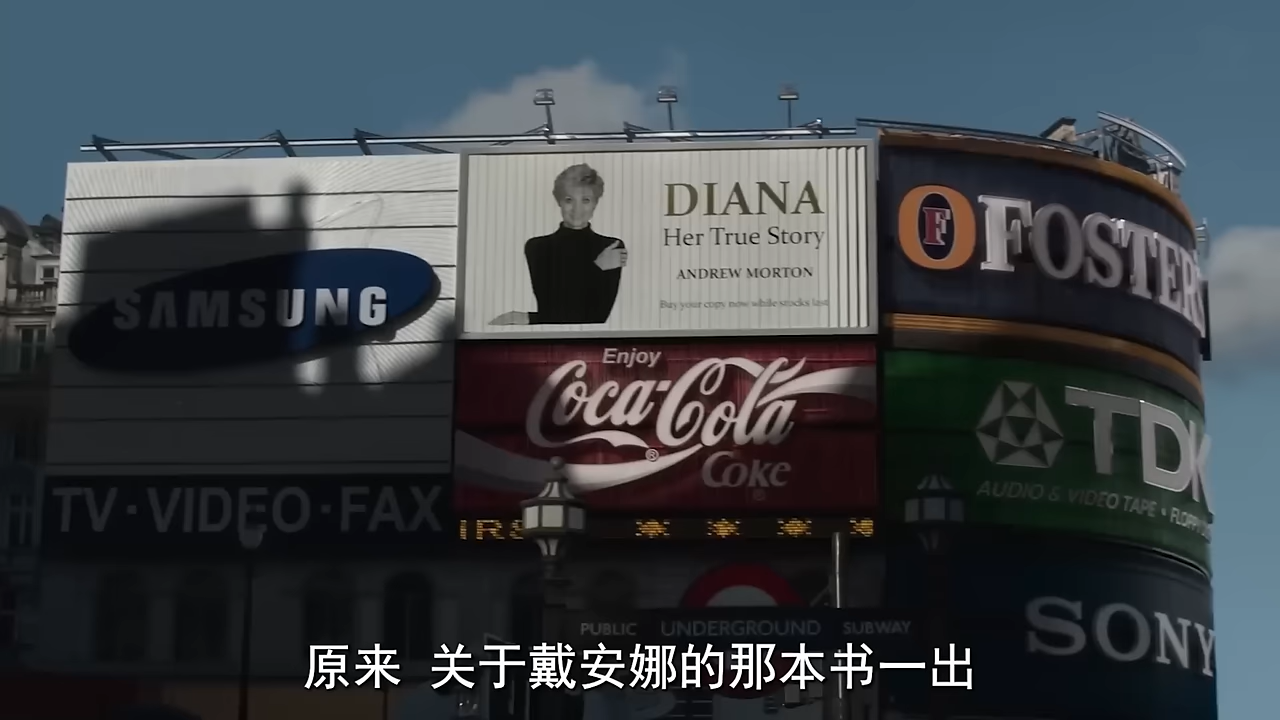 SAMSUNG
TV·VIDEO·FAX
DIANA
Her True Story
ANDREW MORTON
Buy your copy now while stocks last
Enjoy
Coca-Cola
®
Coke
®
F
FOSTER
TDK
AUDIO & VIDEO TAPE •
SONY
PUBLIC UNDERGROUND SUBWAY
原来 关于戴安娜的那本书一出